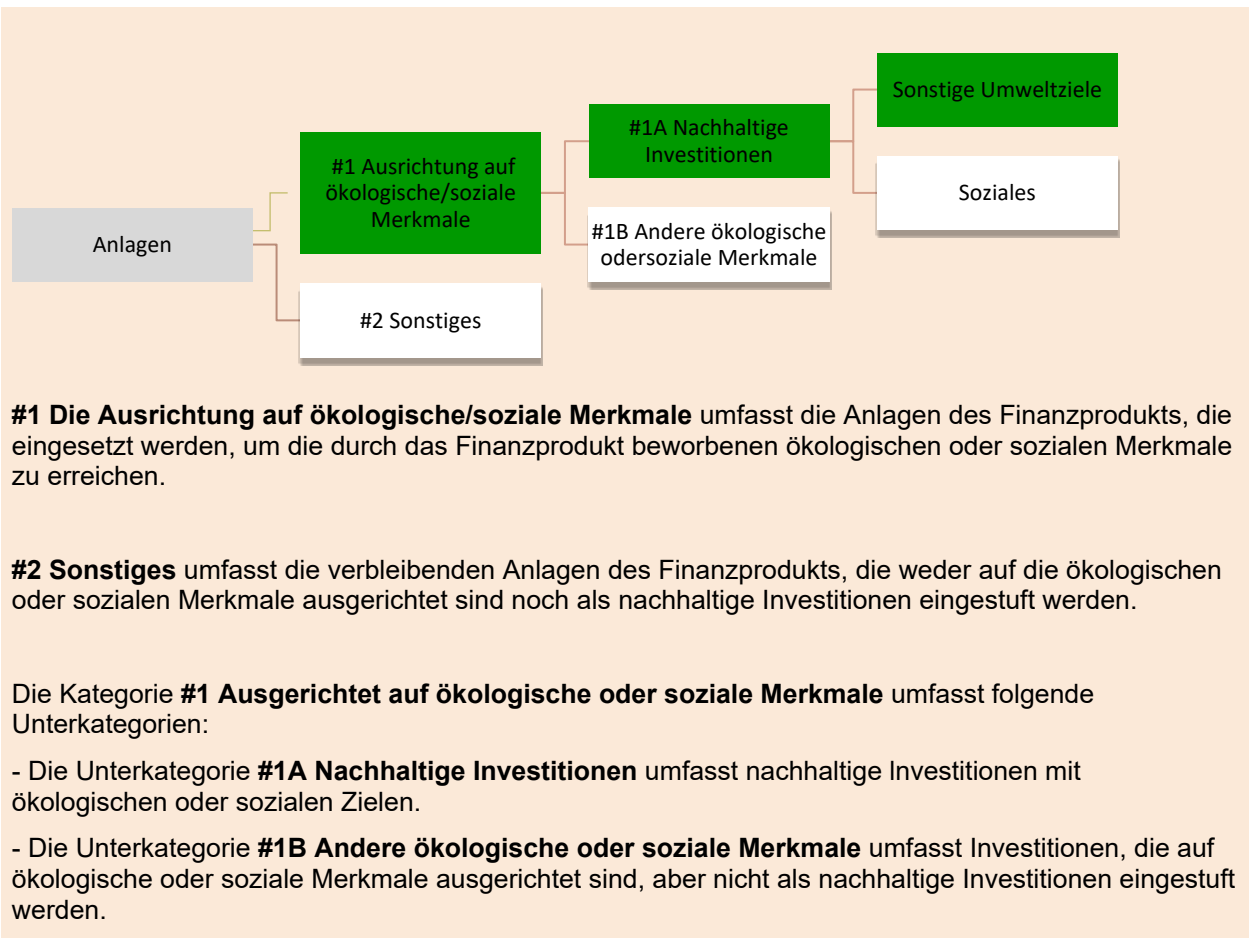 Sonstige Umweltziele
#1A Nachhaltige
Investitionen
#1 Ausrichtung auf
ökologische/soziale
Merkmale
Soziales
Anlagen
#1B Andere ökologische
odersoziale Merkmale
#2 Sonstiges
#1 Die Ausrichtung auf ökologische/soziale Merkmale umfasst die Anlagen des Finanzprodukts, die
eingesetzt werden, um die durch das Finanzprodukt beworbenen ökologischen oder sozialen Merkmale
zu erreichen.
#2 Sonstiges umfasst die verbleibenden Anlagen des Finanzprodukts, die weder auf die ökologischen
oder sozialen Merkmale ausgerichtet sind noch als nachhaltige Investitionen eingestuft werden.
Die Kategorie #1 Ausgerichtet auf ökologische oder soziale Merkmale umfasst folgende
Unterkategorien:
- Die Unterkategorie #1A Nachhaltige Investitionen umfasst nachhaltige Investitionen mit
ökologischen oder sozialen Zielen.
- Die Unterkategorie #1B Andere ökologische oder soziale Merkmale umfasst Investitionen, die auf
ökologische oder soziale Merkmale ausgerichtet sind, aber nicht als nachhaltige Investitionen eingestuft
werden.